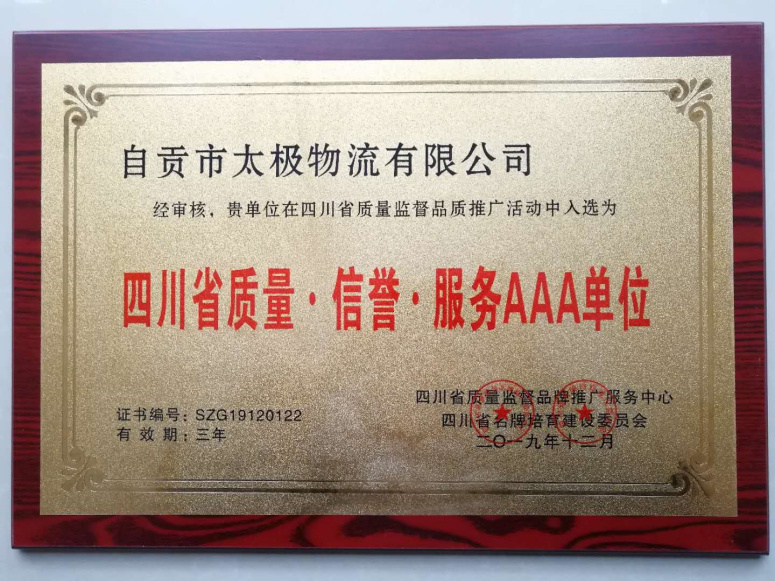 自贡市太极物流有限公司
经审核，贵单位在四川省质量监督品质推广活动中入选为
四川省质量·信誉·服务AAA单位
证书编号：SZG19120122
有效期：三年
四川省质量监督品牌推广服务中心
四川省名牌培育建设委员会
二〇一九年十二月